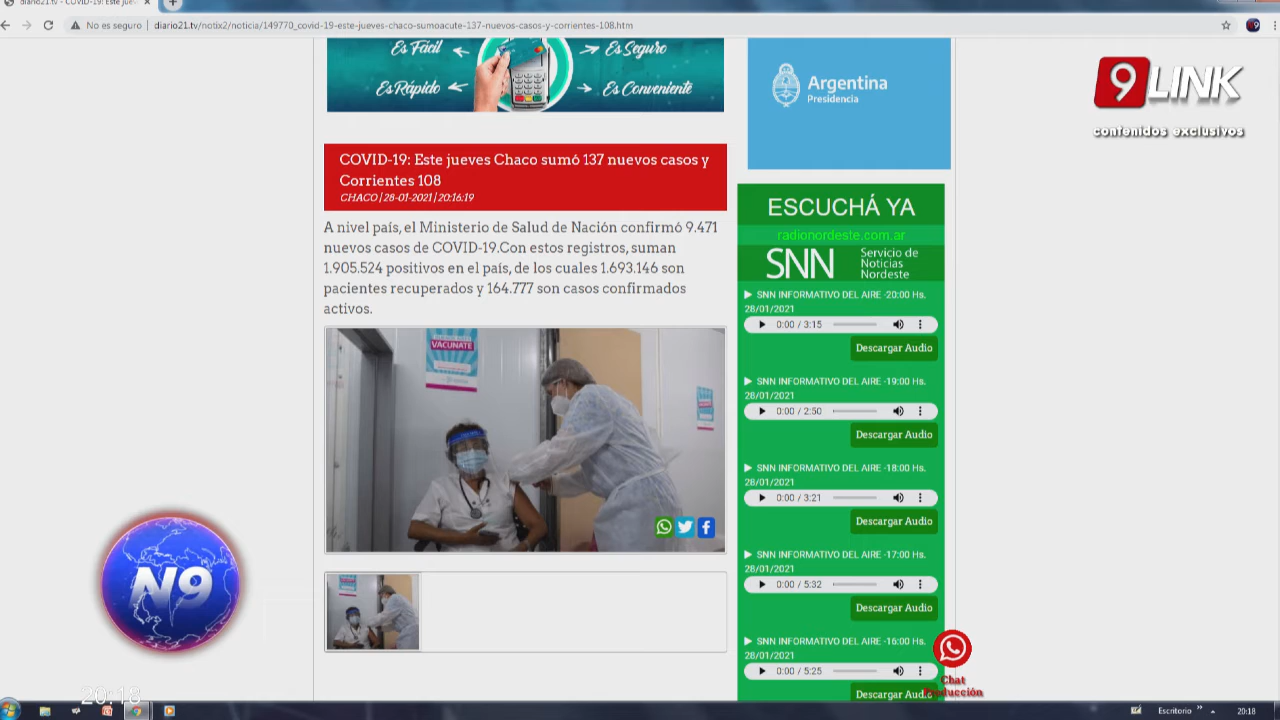 diario21.tv - COVID-19: Este juev
No es seguro | diario21.tv/notix2/noticia/149770_covid-19-este-jueves-chaco-sumoacute-137-nuevos-casos-y-corrientes-108.htm
Es Fácil
Es Seguro
Es Rápido
Es Conveniente
Argentina
Presidencia
9 LINK
contenidos exclusivos
COVID-19: Este jueves Chaco sumó 137 nuevos casos y
Corrientes 108
CHACO | 28-01-2021 | 20:16:19
A nivel país, el Ministerio de Salud de Nación confirmó 9.471
nuevos casos de COVID-19.Con estos registros, suman
1.905.524 positivos en el país, de los cuales 1.693.146 son
pacientes recuperados y 164.777 son casos confirmados
activos.
VACUNATE
ESCUCHÁ YA
radionordeste.com.ar
SNN
Servicio de
Noticias
Nordeste
SNN INFORMATIVO DEL AIRE -20:00 Hs.
28/01/2021
0:00 / 3:15
Descargar Audio
SNN INFORMATIVO DEL AIRE -19:00 Hs.
28/01/2021
0:00 / 2:50
Descargar Audio
SNN INFORMATIVO DEL AIRE -18:00 Hs.
28/01/2021
0:00 / 3:21
Descargar Audio
SNN INFORMATIVO DEL AIRE -17:00 Hs.
28/01/2021
0:00 / 5:32
Descargar Audio
SNN INFORMATIVO DEL AIRE -16:00 Hs.
28/01/2021
0:00 / 5:25
Descargar Audio
Chat
Producción
N9
20:18
Escritorio
20:18